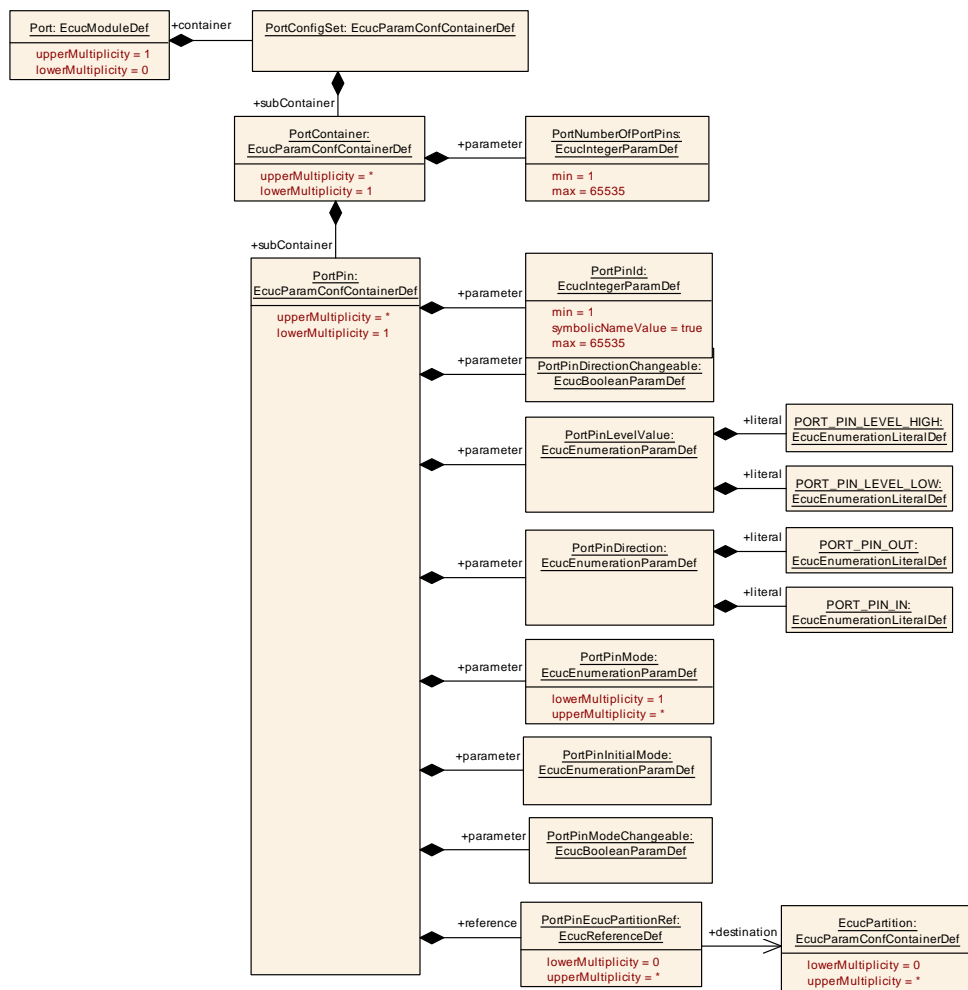 Port: EcucModuleDef
upperMultiplicity = 1
lowerMultiplicity = 0
+container
PortConfigSet: EcucParamConfContainerDef
+subContainer
PortContainer:
EcucParamConfContainerDef
upperMultiplicity = *
lowerMultiplicity = 1
+parameter
PortNumberOfPortPins:
EcucIntegerParamDef
min = 1
max = 65535
+subContainer
PortPin:
EcucParamConfContainerDef
upperMultiplicity = *
lowerMultiplicity = 1
+parameter
PortPinId:
EcucIntegerParamDef
min = 1
symbolicNameValue = true
max = 65535
+parameter
PortPinDirectionChangeable:
EcucBooleanParamDef
+parameter
PortPinLevelValue:
EcucEnumerationParamDef
+literal
PORT_PIN_LEVEL_HIGH:
EcucEnumerationLiteralDef
+literal
PORT_PIN_LEVEL_LOW:
EcucEnumerationLiteralDef
+parameter
PortPinDirection:
EcucEnumerationParamDef
+literal
PORT_PIN_OUT:
EcucEnumerationLiteralDef
+literal
PORT_PIN_IN:
EcucEnumerationLiteralDef
+parameter
PortPinMode:
EcucEnumerationParamDef
lowerMultiplicity = 1
upperMultiplicity = *
+parameter
PortPinInitialMode:
EcucEnumerationParamDef
+parameter
PortPinModeChangeable:
EcucBooleanParamDef
+reference
PortPinEcucPartitionRef:
EcucReferenceDef
lowerMultiplicity = 0
upperMultiplicity = *
+destination
EcucPartition:
EcucParamConfContainerDef
lowerMultiplicity = 0
upperMultiplicity = *